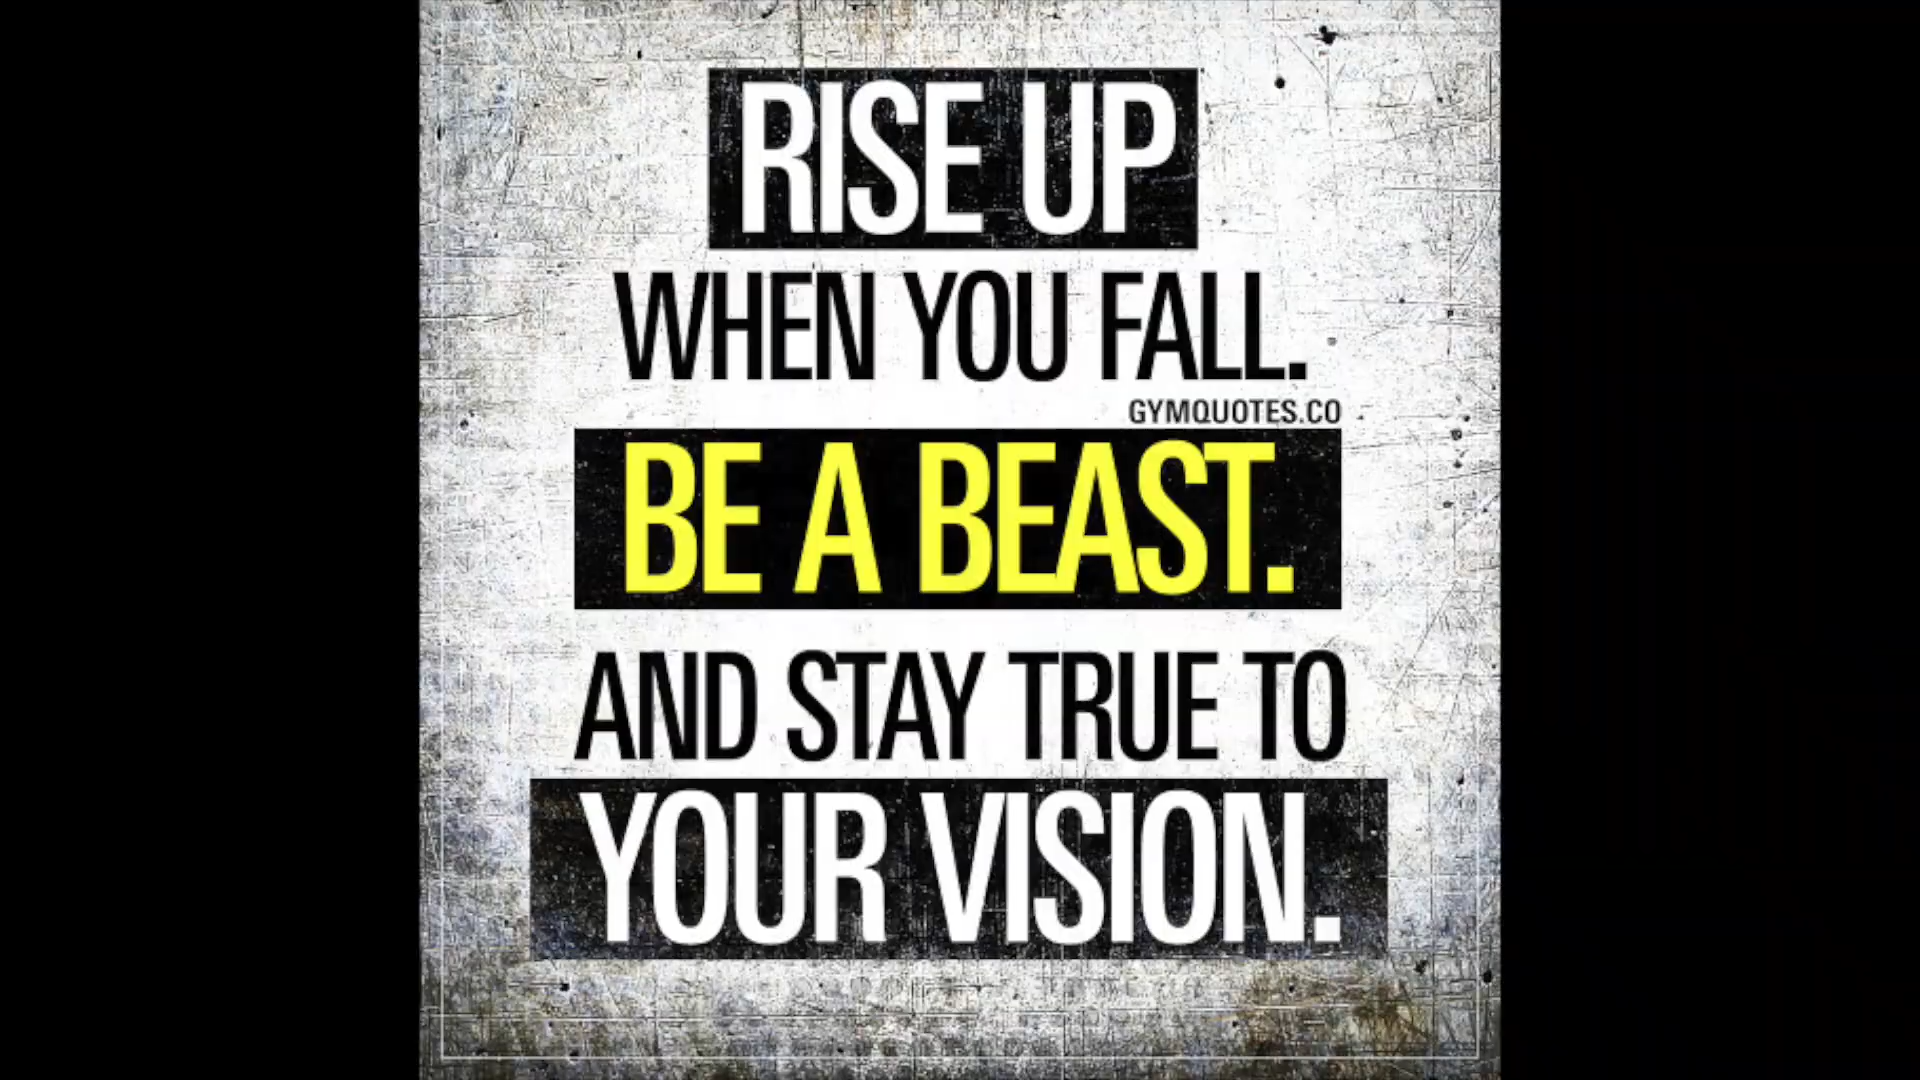 RISE UP
WHEN YOU FALL.
GYMQUOTES.CO
BE A BEAST.
AND STAY TRUE TO
YOUR VISION.